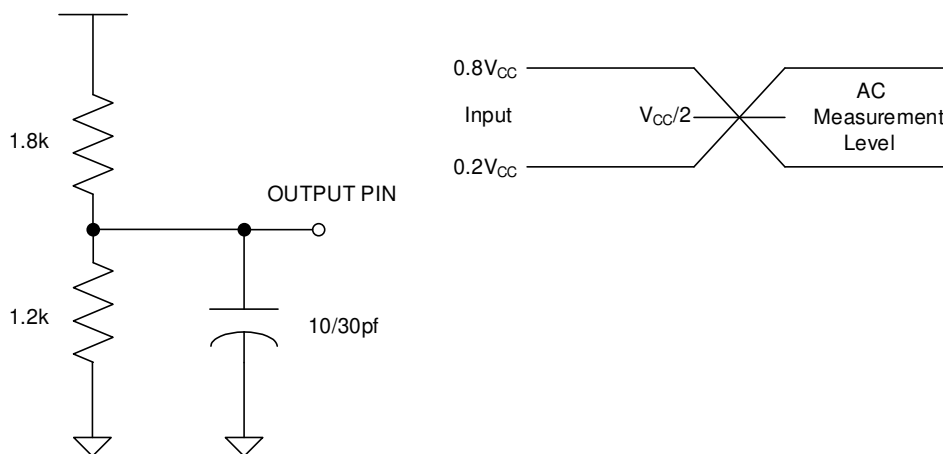 1.8k
OUTPUT PIN
1.2k
10/30pf
0.8VCC
Input
VCC/2
0.2VCC
AC
Measurement
Level